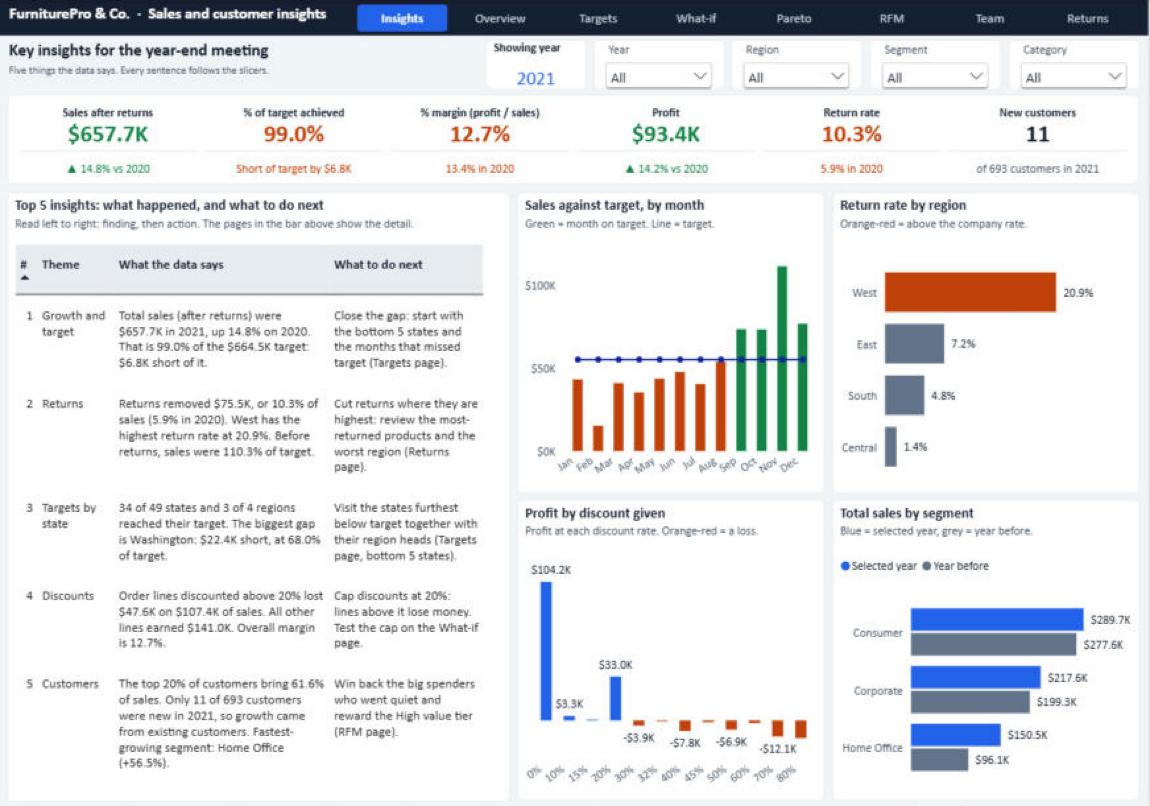 FurniturePro & Co. · Sales and customer insights
Insights
Overview
Targets
What-if
Pareto
RFM
Team
Returns
Key insights for the year-end meeting
Five things the data says. Every sentence follows the slicers.
Showing year
2021
Year
All
Region
All
Segment
All
Category
All
Sales after returns
$657.7K
▲ 14.8% vs 2020
% of target achieved
99.0%
Short of target by $6.8K
% margin (profit / sales)
12.7%
13.4% in 2020
Profit
$93.4K
▲ 14.2% vs 2020
Return rate
10.3%
5.9% in 2020
New customers
11
of 693 customers in 2021
Top 5 insights: what happened, and what to do next
Read left to right: finding, then action. The pages in the bar above show the detail.
# Theme What the data says What to do next
1 Growth and target
Total sales (after returns) were
$657.7K in 2021, up 14.8% on 2020.
That is 99.0% of the $664.5K target:
$6.8K short of it.
Close the gap: start with
the bottom 5 states and
the months that missed
target (Targets page).
2 Returns
Returns removed $75.5K, or 10.3% of
sales (5.9% in 2020). West has the
highest return rate at 20.9%. Before
returns, sales were 110.3% of target.
Cut returns where they are
highest: review the most-
returned products and the
worst region (Returns
page).
3 Targets by
state
34 of 49 states and 3 of 4 regions
reached their target. The biggest gap
is Washington: $22.4K short, at 68.0%
of target.
Visit the states furthest
below target together with
their region heads (Targets
page, bottom 5 states).
4 Discounts
Order lines discounted above 20% lost
$47.6K on $107.4K of sales. All other
lines earned $141.0K. Overall margin
is 12.7%.
Cap discounts at 20%:
lines above it lose money.
Test the cap on the What-if
page.
5 Customers
The top 20% of customers bring 61.6%
of sales. Only 11 of 693 customers
were new in 2021, so growth came
from existing customers. Fastest-
growing segment: Home Office
(+56.5%).
Win back the big spenders
who went quiet and
reward the High value tier
(RFM page).
Sales against target, by month
Green = month on target. Line = target.
$100K
$50K
$0K
Jan Feb Mar Apr May Jun Jul Aug Sep Oct Nov Dec
Return rate by region
Orange-red = above the company rate.
West 20.9%
East 7.2%
South 4.8%
Central 1.4%
Profit by discount given
Profit at each discount rate. Orange-red = a loss.
$104.2K
$3.3K
$33.0K
-$3.9K
-$7.8K
-$6.9K
-$12.1K
0% 10% 15% 20% 30% 32% 40% 45% 50% 60% 70% 80%
Total sales by segment
Blue = selected year, grey = year before.
Selected year Year before
Consumer $289.7K
$277.6K
Corporate $217.6K
$199.3K
Home Office $150.5K
$96.1K